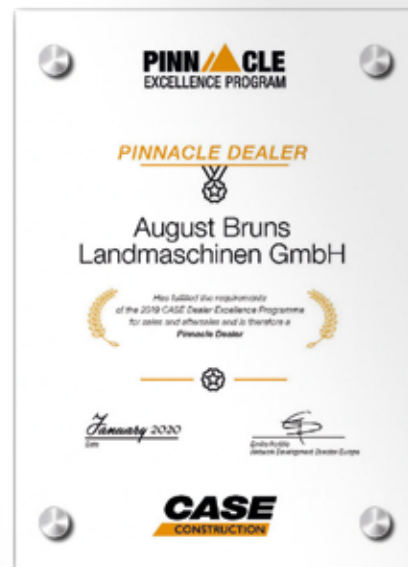 PINNACLE
EXCELLENCE PROGRAM
PINNACLE DEALER
August Bruns
Landmaschinen GmbH
Has fulfilled the requirements
of the 2019 CASE Dealer Excellence Programme
for sales and aftersales and is therefore a
Pinnacle Dealer
January 2020
Date
Network Development Director Europe
CASE
CONSTRUCTION